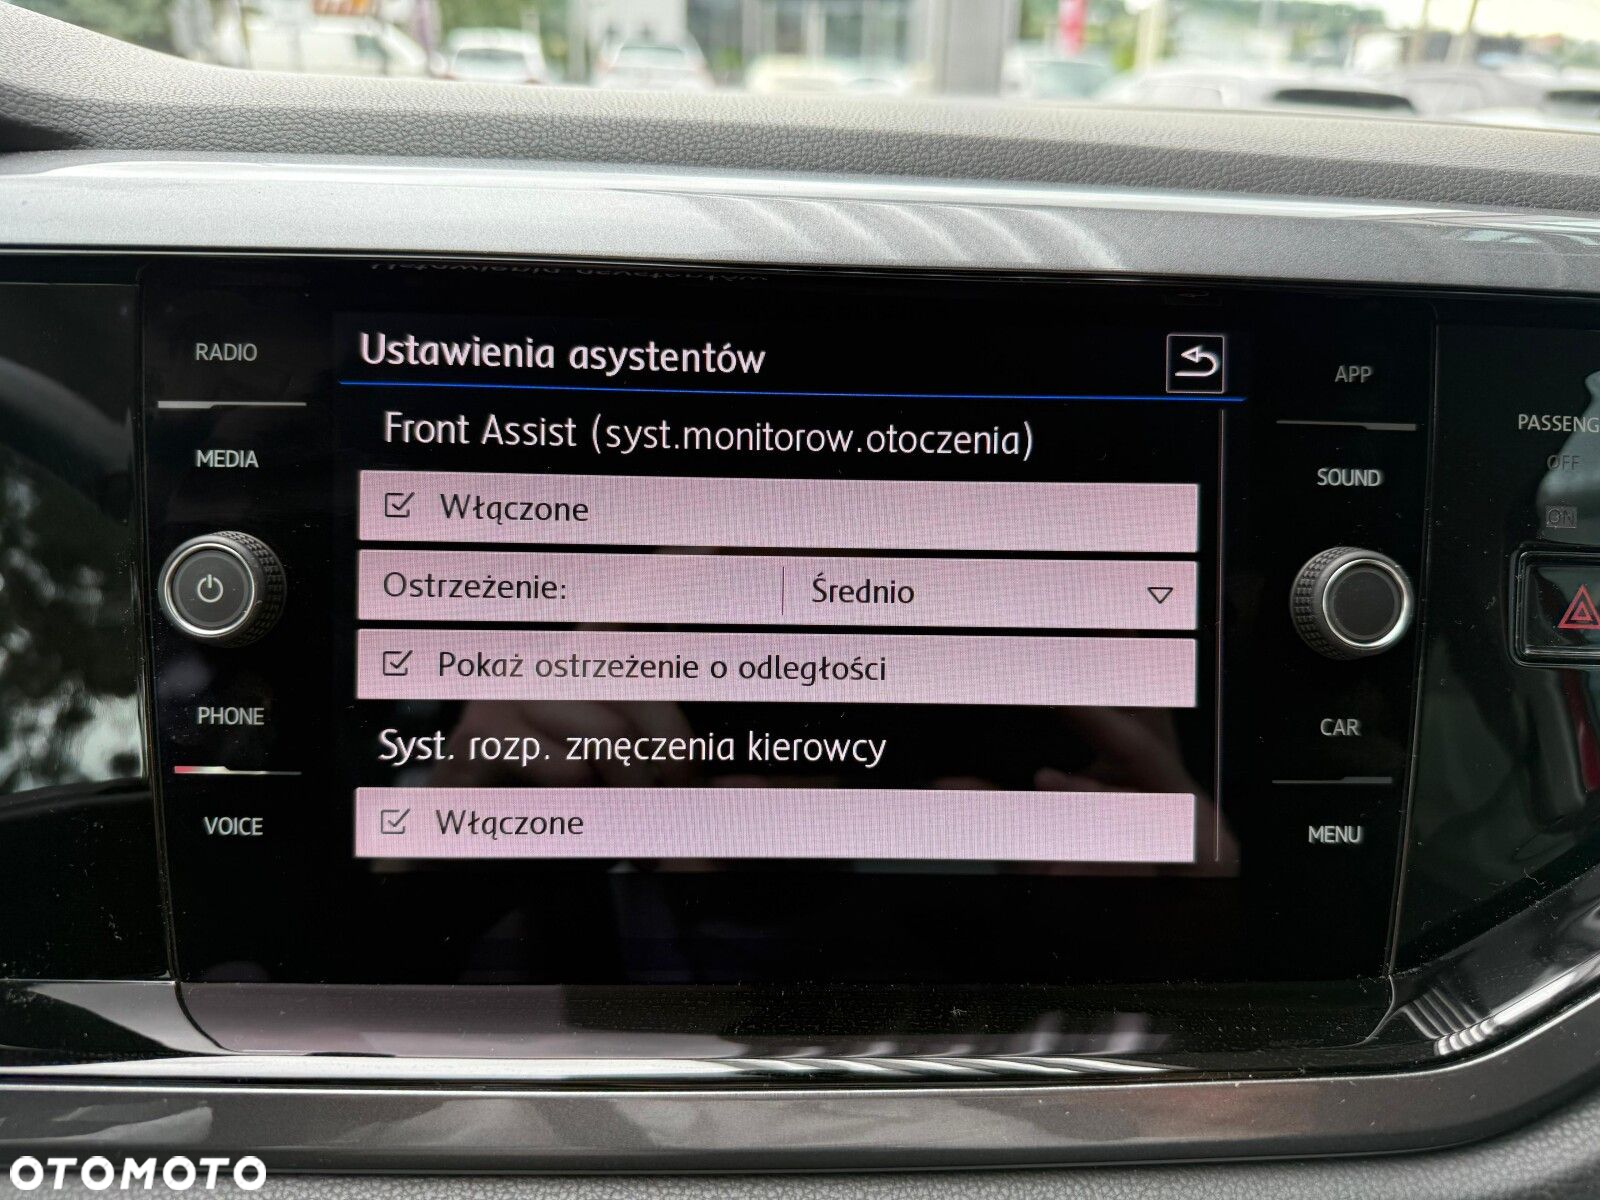 RADIO
MEDIA
PHONE
VOICE
Ustawienia asystentów
Front Assist (syst.monitorow.otoczenia)
Włączone
Ostrzeżenie: Średnio
Pokaż ostrzeżenie o odległości
Syst. rozp. zmęczenia kierowcy
Włączone
APP
SOUND
CAR
MENU
PASSENG
OFF
ON
OTOMOTO